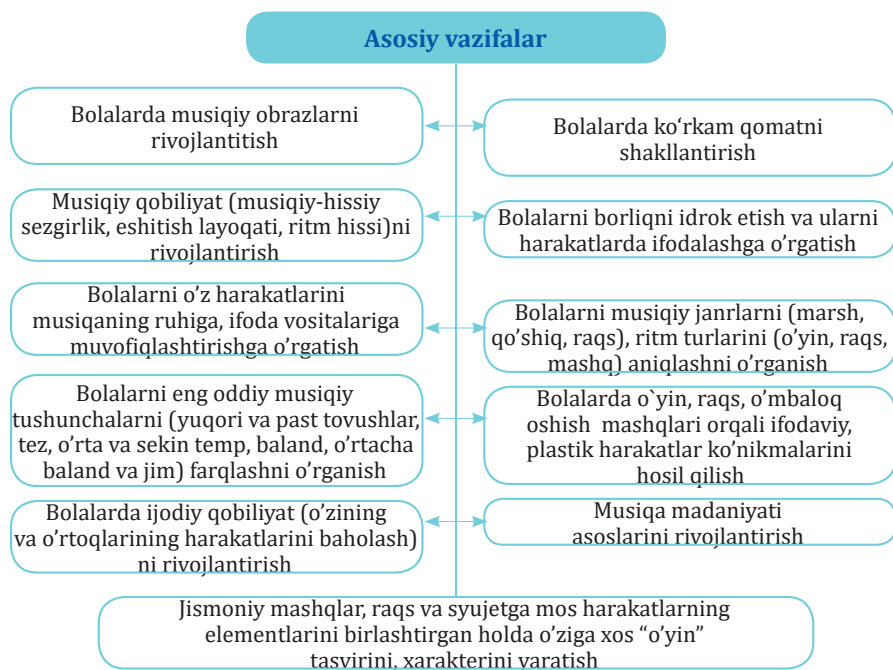 Asosiy vazifalar
Bolalarda musiqiy obrazlarni
rivojlantitish
Bolalarda ko‘rkam qomatni
shakllantirish
Musiqiy qobiliyat (musiqiy-hissiy
sezgirlik, eshitish layoqati, ritm hissi)ni
rivojlantirish
Bolalarni borliqni idrok etish va ularni
harakatlarda ifodalashga o’rgatish
Bolalarni o’z harakatlarini
musiqaning ruhiga, ifoda vositalariga
muvofiqlashtirishga o’rgatish
Bolalarni musiqiy janrlarni (marsh,
qo’shiq, raqs), ritm turlarini (o’yin, raqs,
mashq) aniqlashni o’rganish
Bolalarni eng oddiy musiqiy
tushunchalarni (yuqori va past tovushlar,
tez, o’rta va sekin temp, baland, o’rtacha
baland va jim) farqlashni o’rganish
Bolalarda o`yin, raqs, o’mbaloq
oshish mashqlari orqali ifodaviy,
plastik harakatlar ko’nikmalarini
hosil qilish
Bolalarda ijodiy qobiliyat (o’zining
va o’rtoqlarining harakatlarini baholash)
ni rivojlantirish
Musiqa madaniyati
asoslarini rivojlantirish
Jismoniy mashqlar, raqs va syujetga mos harakatlarning
elementlarini birlashtirgan holda o’ziga xos “o’yin”
tasvirini, xarakterini yaratish